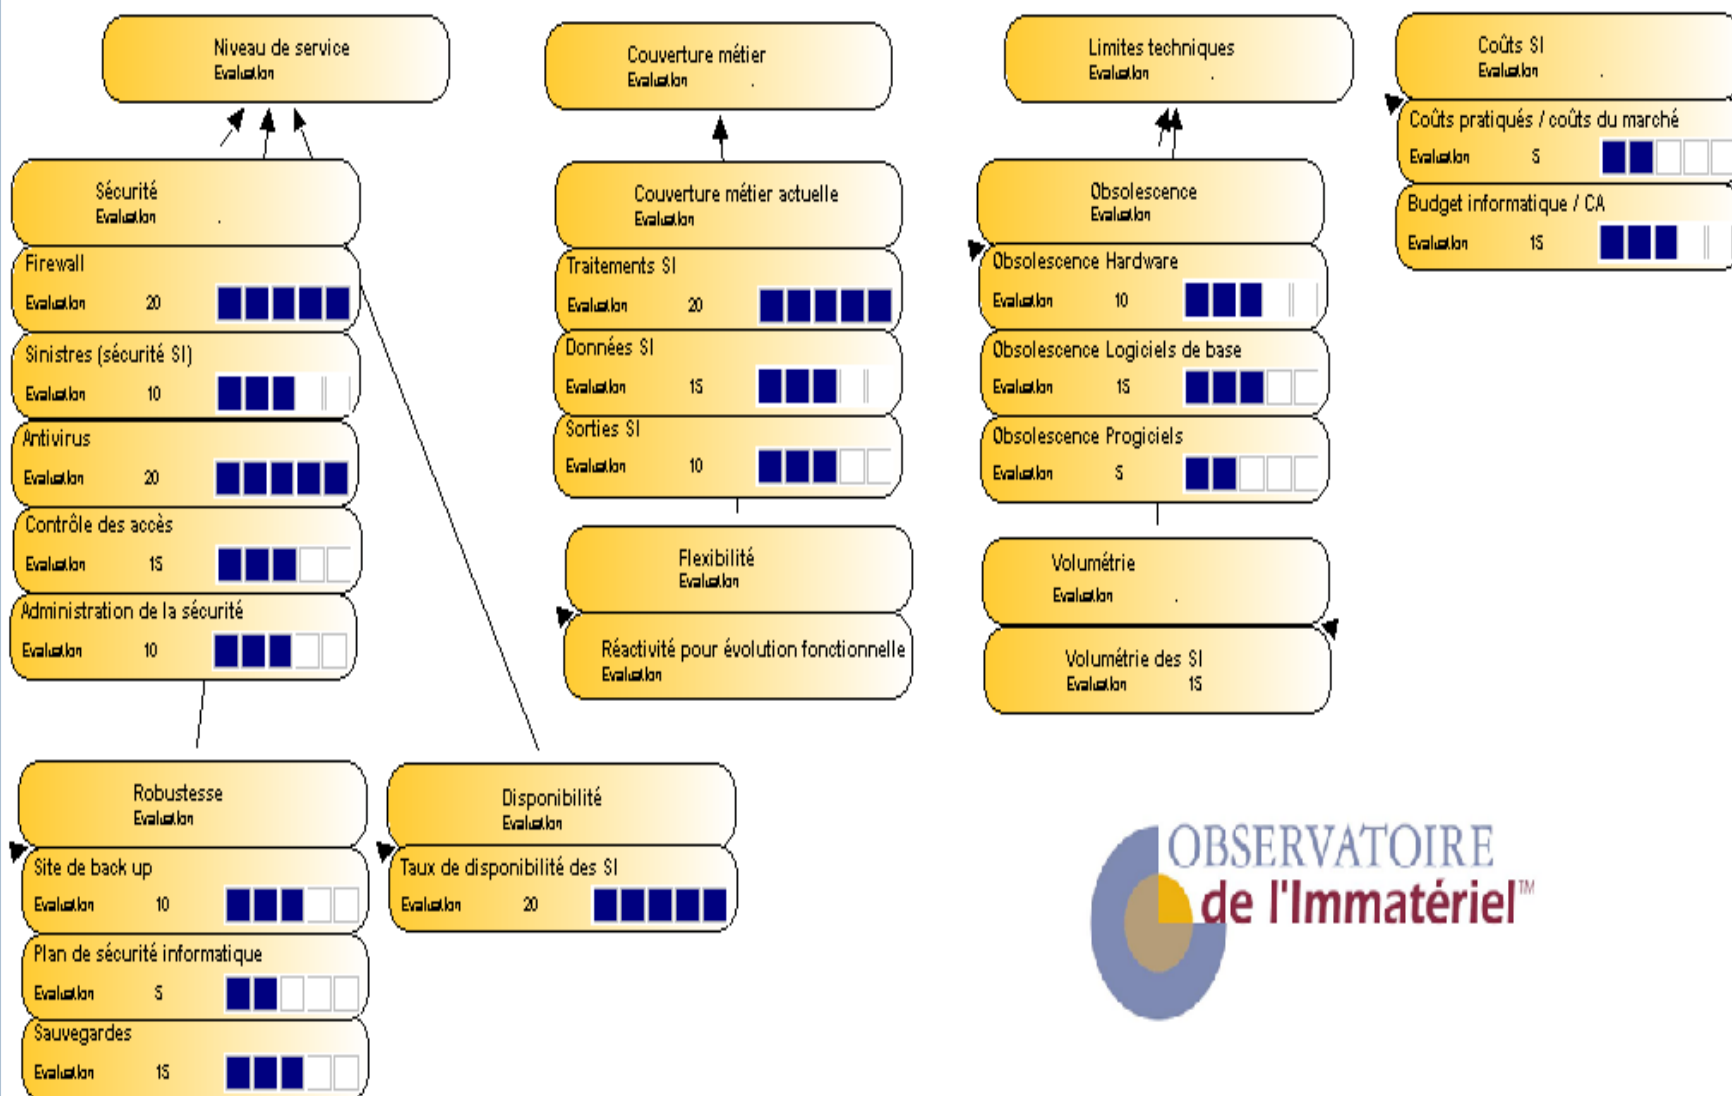 Niveau de service
Evaluation
Sécurité
Evaluation
Firewall
Evaluation 20
Sinistres (sécurité SI)
Evaluation 10
Antivirus
Evaluation 20
Contrôle des accès
Evaluation 15
Administration de la sécurité
Evaluation 10
Robustesse
Evaluation
Site de back up
Evaluation 10
Plan de sécurité informatique
Evaluation 5
Sauvegardes
Evaluation 15
Disponibilité
Evaluation
Taux de disponibilité des SI
Evaluation 20
Couverture métier
Evaluation .
Couverture métier actuelle
Evaluation
Traitements SI
Evaluation 20
Données SI
Evaluation 15
Sorties SI
Evaluation 10
Flexibilité
Evaluation
Réactivité pour évolution fonctionnelle
Evaluation
Limites techniques
Evaluation .
Obsolescence
Evaluation
Obsolescence Hardware
Evaluation 10
Obsolescence Logiciels de base
Evaluation 15
Obsolescence Progiciels
Evaluation 5
Volumétrie
Evaluation .
Volumétrie des SI
Evaluation 15
Coûts SI
Evaluation .
Coûts pratiqués / coûts du marché
Evaluation 5
Budget informatique / CA
Evaluation 15
OBSERVATOIRE
de l'Immatériel™